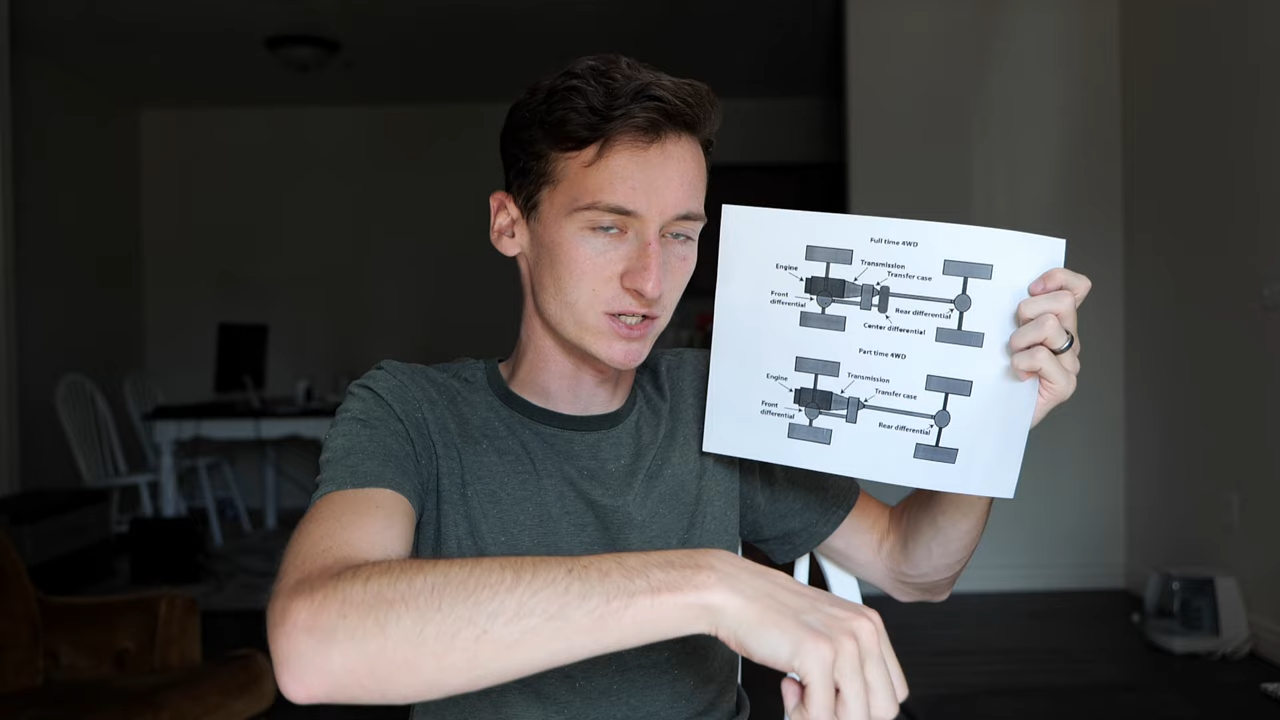 Full time 4WD
Engine
Transmission
Transfer case
Front
differential
Rear differential
Center differential
Part time 4WD
Engine
Transmission
Transfer case
Front
differential
Rear differential